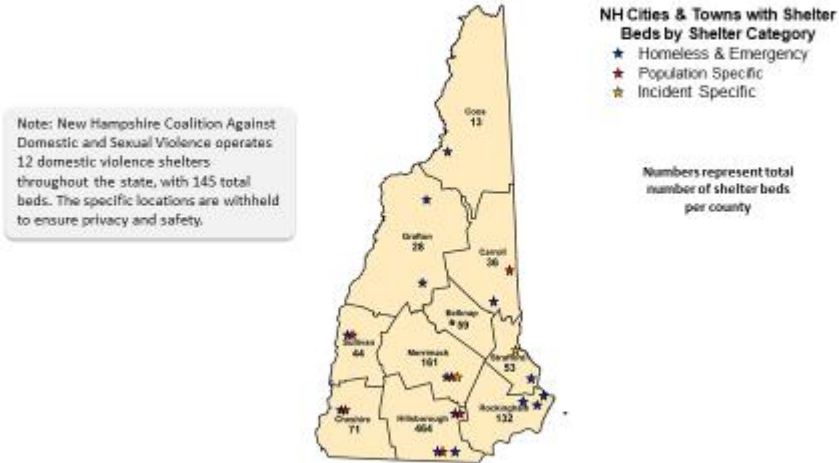 NH Cities & Towns with Shelter
Beds by Shelter Category
Homeless & Emergency
Population Specific
Incident Specific
Note: New Hampshire Coalition Against
Domestic and Sexual Violence operates
12 domestic violence shelters
throughout the state, with 145 total
beds. The specific locations are withheld
to ensure privacy and safety.
Numbers represent total
number of shelter beds
per county
Coos
13
Grafton
28
Carroll
36
Belknap
59
Sullivan
44
Merrimack
161
Strafford
53
Cheshire
71
Hillsborough
464
Rockingham
132